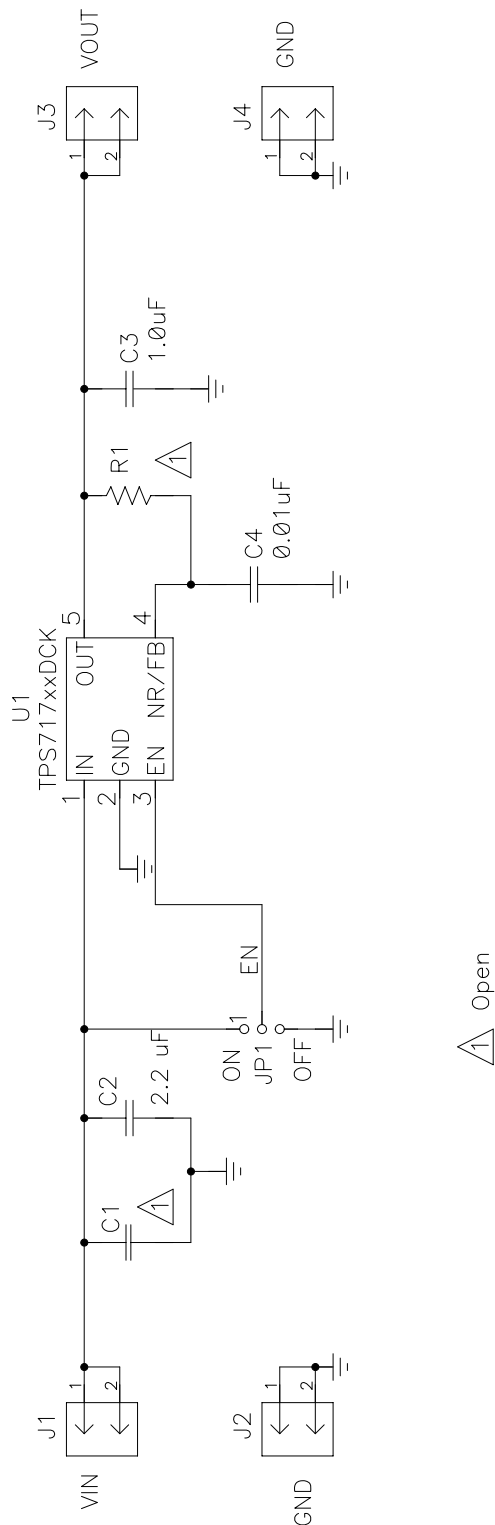 J1
VIN
1
2
J2
GND
1
2
C1
1
C2
2.2 uF
ON
1
JP1
OFF
EN
U1
TPS717xxDCK
1
IN
2
GND
3
EN
OUT
5
NR/FB
4
R1
1
C4
0.01uF
C3
1.0uF
J3
VOUT
1
2
J4
GND
1
2
1 Open